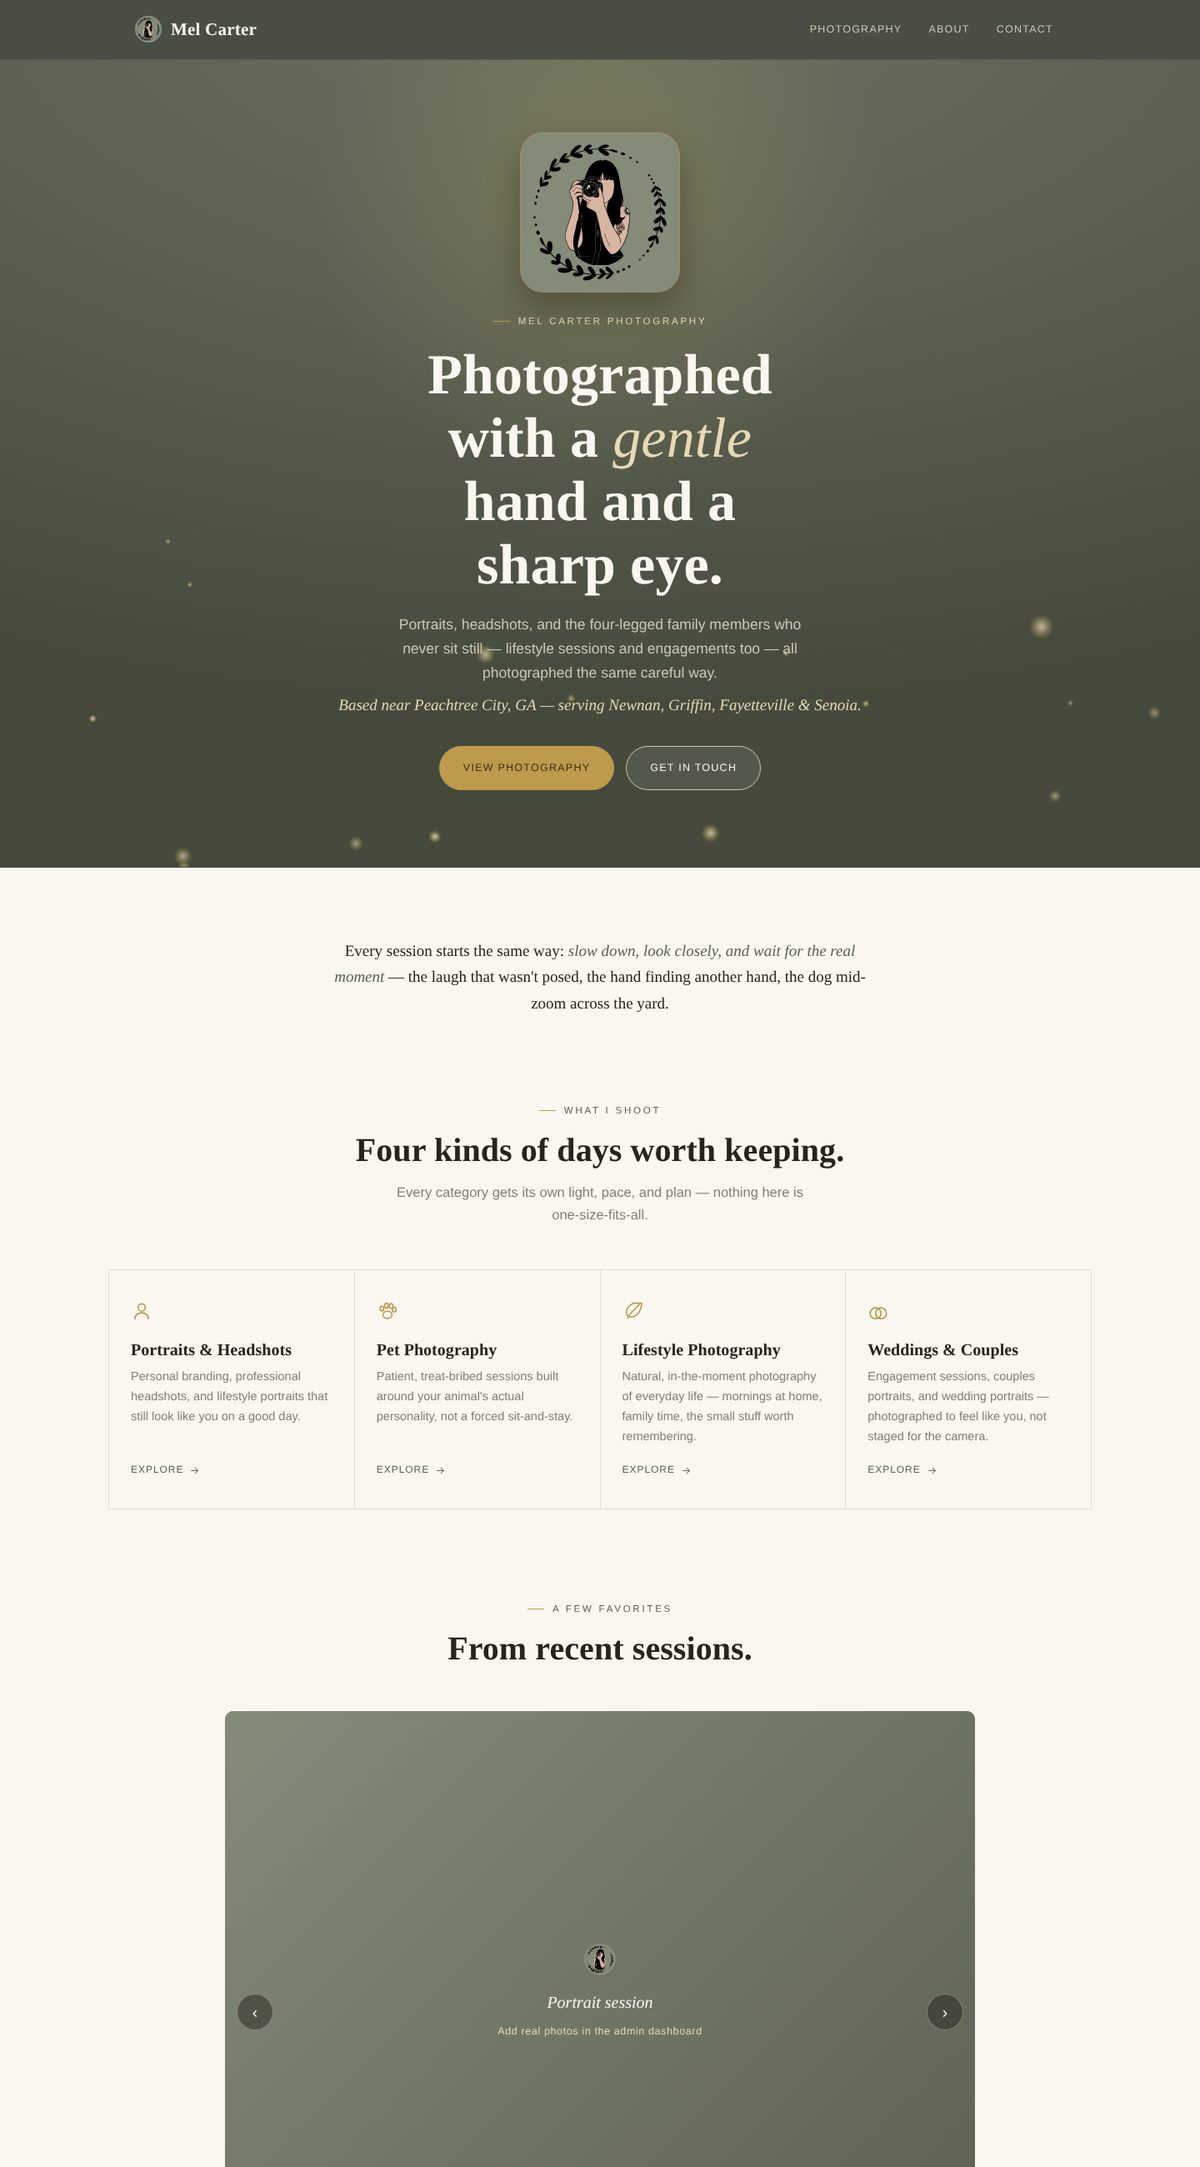 Mel Carter
PHOTOGRAPHY ABOUT CONTACT
MEL CARTER PHOTOGRAPHY
Photographed
with a gentle
hand and a
sharp eye.
Portraits, headshots, and the four-legged family members who
never sit still — lifestyle sessions and engagements too — all
photographed the same careful way.
Based near Peachtree City, GA — serving Newnan, Griffin, Fayetteville & Senoia.
VIEW PHOTOGRAPHY
GET IN TOUCH
Every session starts the same way: slow down, look closely, and wait for the real
moment — the laugh that wasn't posed, the hand finding another hand, the dog mid-
zoom across the yard.
WHAT I SHOOT
Four kinds of days worth keeping.
Every category gets its own light, pace, and plan — nothing here is
one-size-fits-all.
Portraits & Headshots
Personal branding, professional
headshots, and lifestyle portraits that
still look like you on a good day.
EXPLORE →
Pet Photography
Patient, treat-bribed sessions built
around your animal's actual
personality, not a forced sit-and-stay.
EXPLORE →
Lifestyle Photography
Natural, in-the-moment photography
of everyday life — mornings at home,
family time, the small stuff worth
remembering.
EXPLORE →
Weddings & Couples
Engagement sessions, couples
portraits, and wedding portraits —
photographed to feel like you, not
staged for the camera.
EXPLORE →
A FEW FAVORITES
From recent sessions.
Portrait session
Add real photos in the admin dashboard